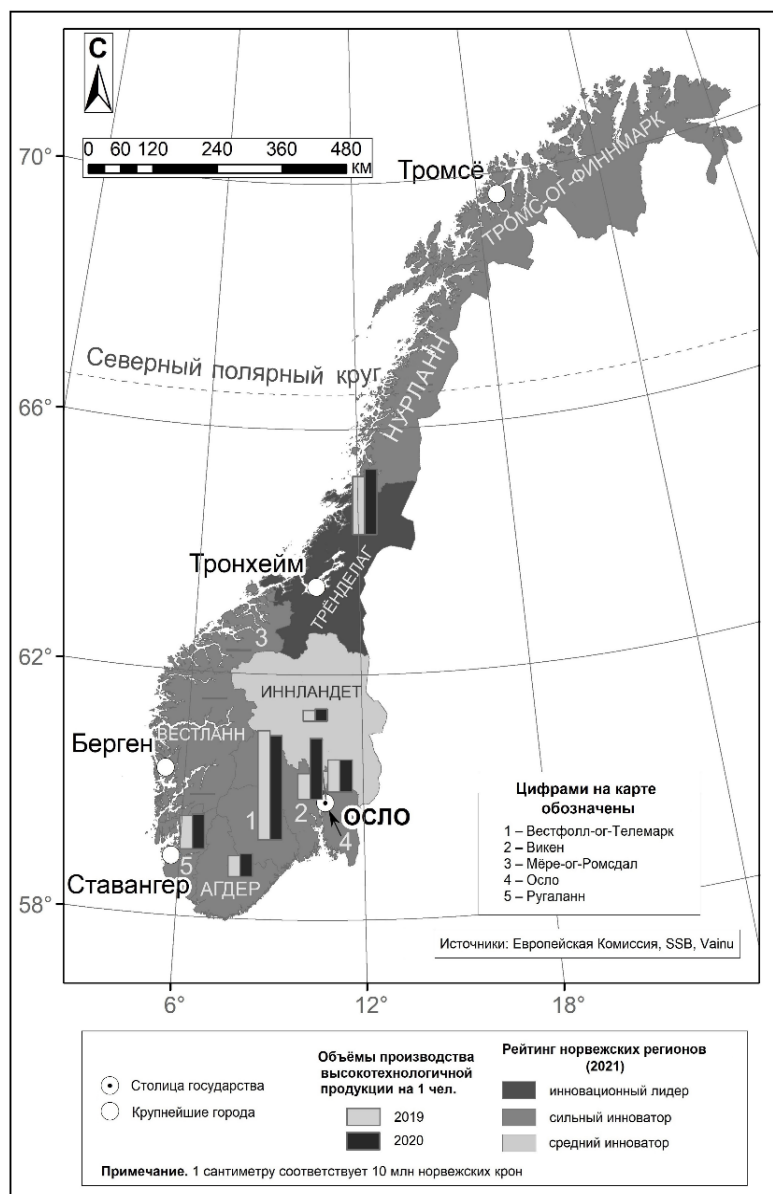 С
0 60 120 240 360 480
км
70°
Тромсё
ТРОМС-ОГ-ФИННМАРК
Северный полярный круг
НУРЛАНН
66°
Тронхейм
ТРЁНДЕЛАГ
3
62°
ИННЛАНДЕТ
ВЕСТЛАНН
Берген
1
2
ОСЛО
4
5
Ставангер
АГДЕР
58°
Цифрами на карте
обозначены
1 – Вестфолл-ог-Телемарк
2 – Викен
3 – Мёре-ог-Ромсдал
4 – Осло
5 – Ругаланн
Источники: Европейская Комиссия, SSB, Vainu
6° 12° 18°
Столица государства
Крупнейшие города
Объёмы производства
высокотехнологичной
продукции на 1 чел.
2019
2020
Рейтинг норвежских регионов
(2021)
инновационный лидер
сильный инноватор
средний инноватор
Примечание. 1 сантиметру соответствует 10 млн норвежских крон